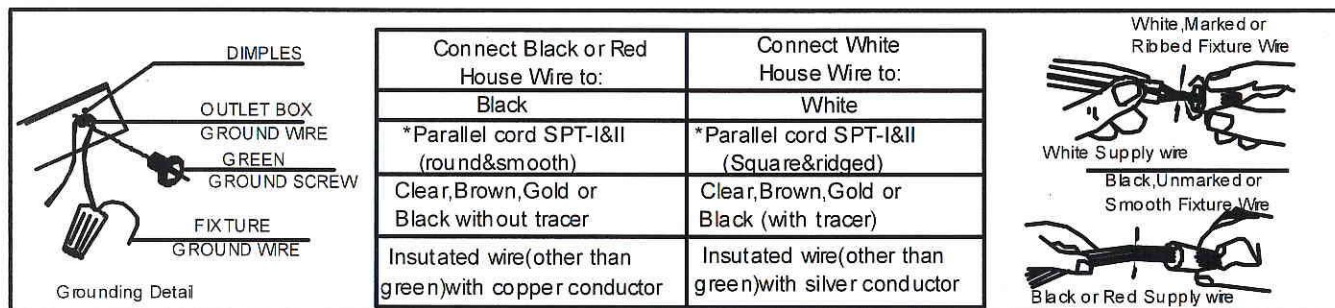 DIMPLES
OUTLET BOX
GROUND WIRE
GREEN
GROUND SCREW
FIXTURE
GROUND WIRE
Grounding Detail
Connect Black or Red
House Wire to:
Connect White
House Wire to:
Black
White
*Parallel cord SPT-I&II
(round&smooth)
*Parallel cord SPT-I&II
(Square&ridged)
Clear,Brown,Gold or
Black without tracer
Clear,Brown,Gold or
Black (with tracer)
Insutated wire(other than
green)with copper conductor
Insutated wire(other than
green)with silver conductor
White,Marked or
Ribbed Fixture Wire
White Supply wire
Black,Unmarked or
Smooth Fixture Wire
Black or Red Supply wire